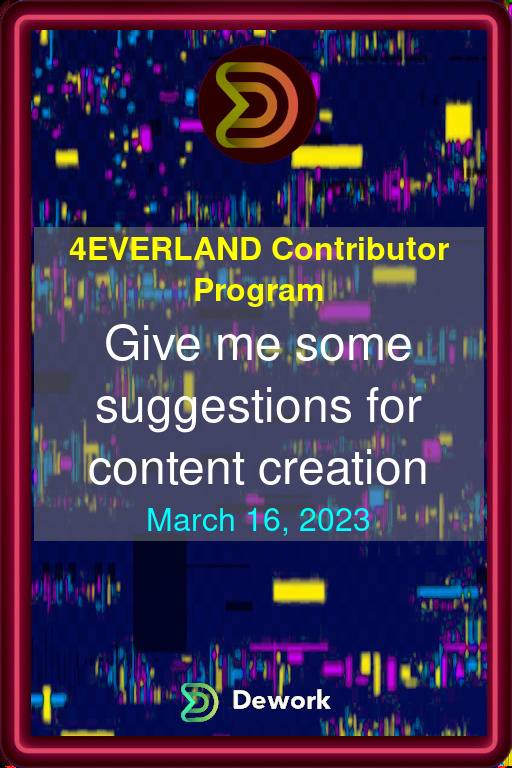 4EVERLAND Contributor
Program
Give me some
suggestions for
content creation
March 16, 2023
Dework